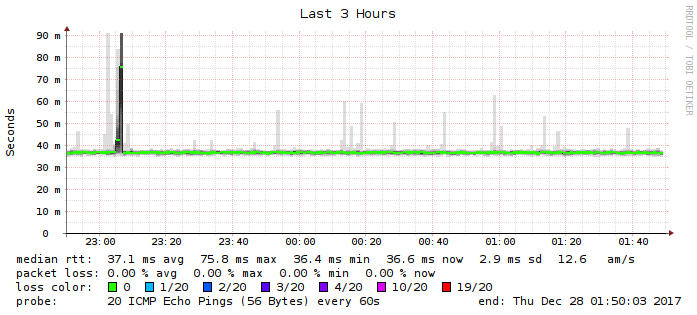 Last 3 Hours
RRDTOOL / TOBI OETIKER
Seconds
90 m
80 m
70 m
60 m
50 m
40 m
30 m
20 m
10 m
0
23:00 23:20 23:40 00:00 00:20 00:40 01:00 01:20 01:40
median rtt: 37.1 ms avg 75.8 ms max 36.4 ms min 36.6 ms now 2.9 ms sd 12.6 am/s
packet loss: 0.00 % avg 0.00 % max 0.00 % min 0.00 % now
loss color: 0 1/20 2/20 3/20 4/20 10/20 19/20
probe: 20 ICMP Echo Pings (56 Bytes) every 60s end: Thu Dec 28 01:50:03 2017